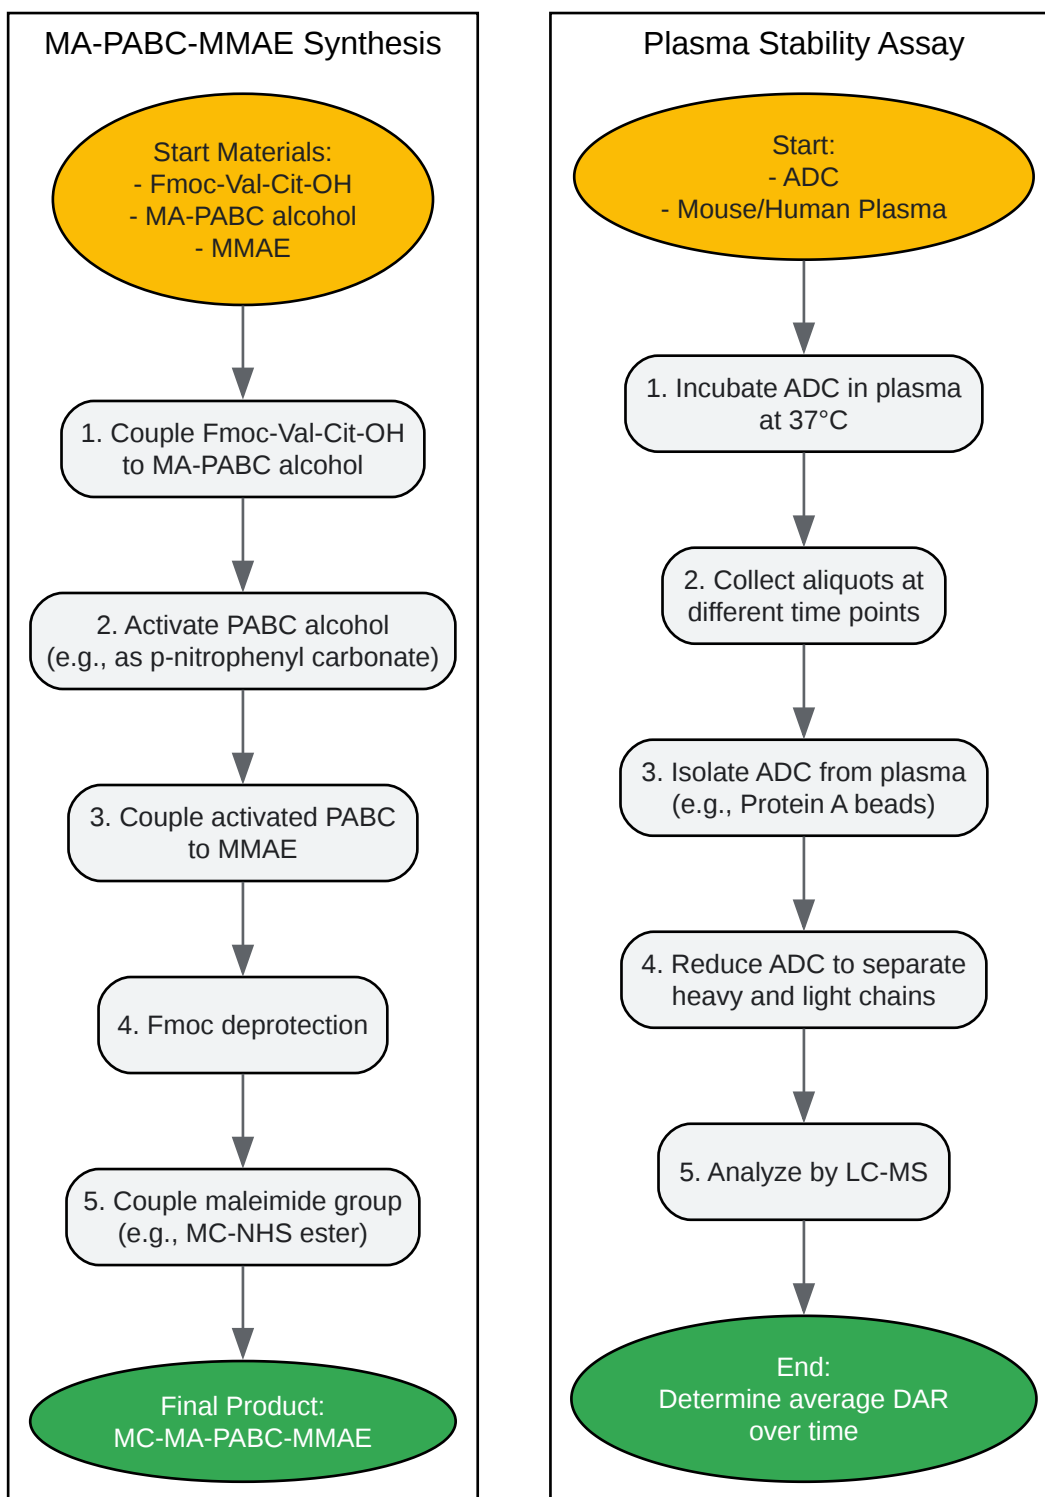 MA-PABC-MMAE Synthesis
Start Materials:
- Fmoc-Val-Cit-OH
- MA-PABC alcohol
- MMAE
1. Couple Fmoc-Val-Cit-OH
to MA-PABC alcohol
2. Activate PABC alcohol
(e.g., as p-nitrophenyl carbonate)
3. Couple activated PABC
to MMAE
4. Fmoc deprotection
5. Couple maleimide group
(e.g., MC-NHS ester)
Final Product:
MC-MA-PABC-MMAE
Plasma Stability Assay
Start:
- ADC
- Mouse/Human Plasma
1. Incubate ADC in plasma
at 37°C
2. Collect aliquots at
different time points
3. Isolate ADC from plasma
(e.g., Protein A beads)
4. Reduce ADC to separate
heavy and light chains
5. Analyze by LC-MS
End:
Determine average DAR
over time